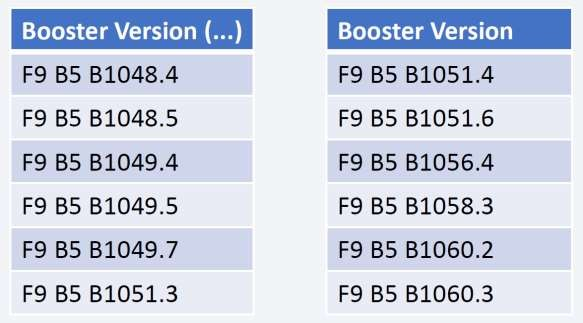 Booster Version (...)
F9 B5 B1048.4
F9 B5 B1048.5
F9 B5 B1049.4
F9 B5 B1049.5
F9 B5 B1049.7
F9 B5 B1051.3
Booster Version
F9 B5 B1051.4
F9 B5 B1051.6
F9 B5 B1056.4
F9 B5 B1058.3
F9 B5 B1060.2
F9 B5 B1060.3